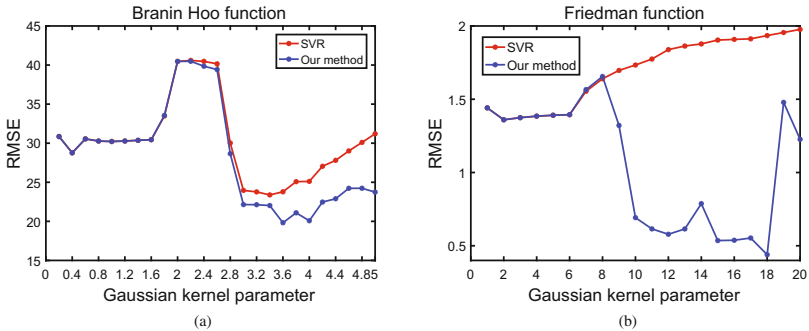 Branin Hoo function
45
40
35
30
25
20
15
RMSE
SVR
Our method
0 0.4 0.8 1.2 1.6 2 2.4 2.8 3.2 3.6 4 4.4 4.85
Gaussian kernel parameter
(a)
Friedman function
2
1.5
1
0.5
RMSE
SVR
Our method
0 2 4 6 8 10 12 14 16 18 20
Gaussian kernel parameter
(b)